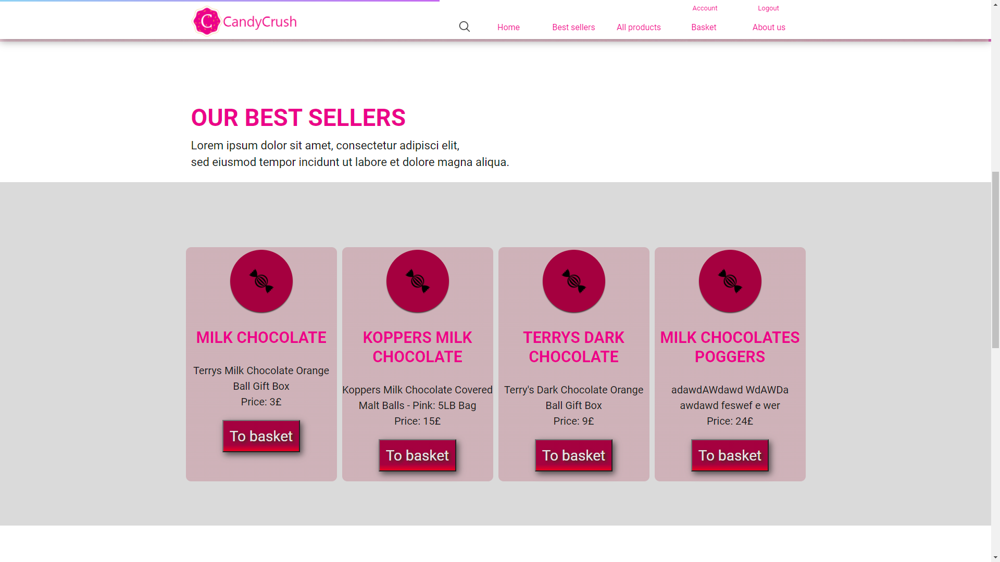 Account Logout
C CandyCrush
Home Best sellers All products Basket About us
OUR BEST SELLERS
Lorem ipsum dolor sit amet, consectetur adipisci elit,
sed eiusmod tempor incidunt ut labore et dolore magna aliqua.
MILK CHOCOLATE
Terrys Milk Chocolate Orange
Ball Gift Box
Price: 3£
To basket
KOPPERS MILK
CHOCOLATE
Koppers Milk Chocolate Covered
Malt Balls - Pink: 5LB Bag
Price: 15£
To basket
TERRYS DARK
CHOCOLATE
Terry's Dark Chocolate Orange
Ball Gift Box
Price: 9£
To basket
MILK CHOCOLATES
POGGERS
adawdAWdawd WdAWDa
awdawd feswef e wer
Price: 24£
To basket